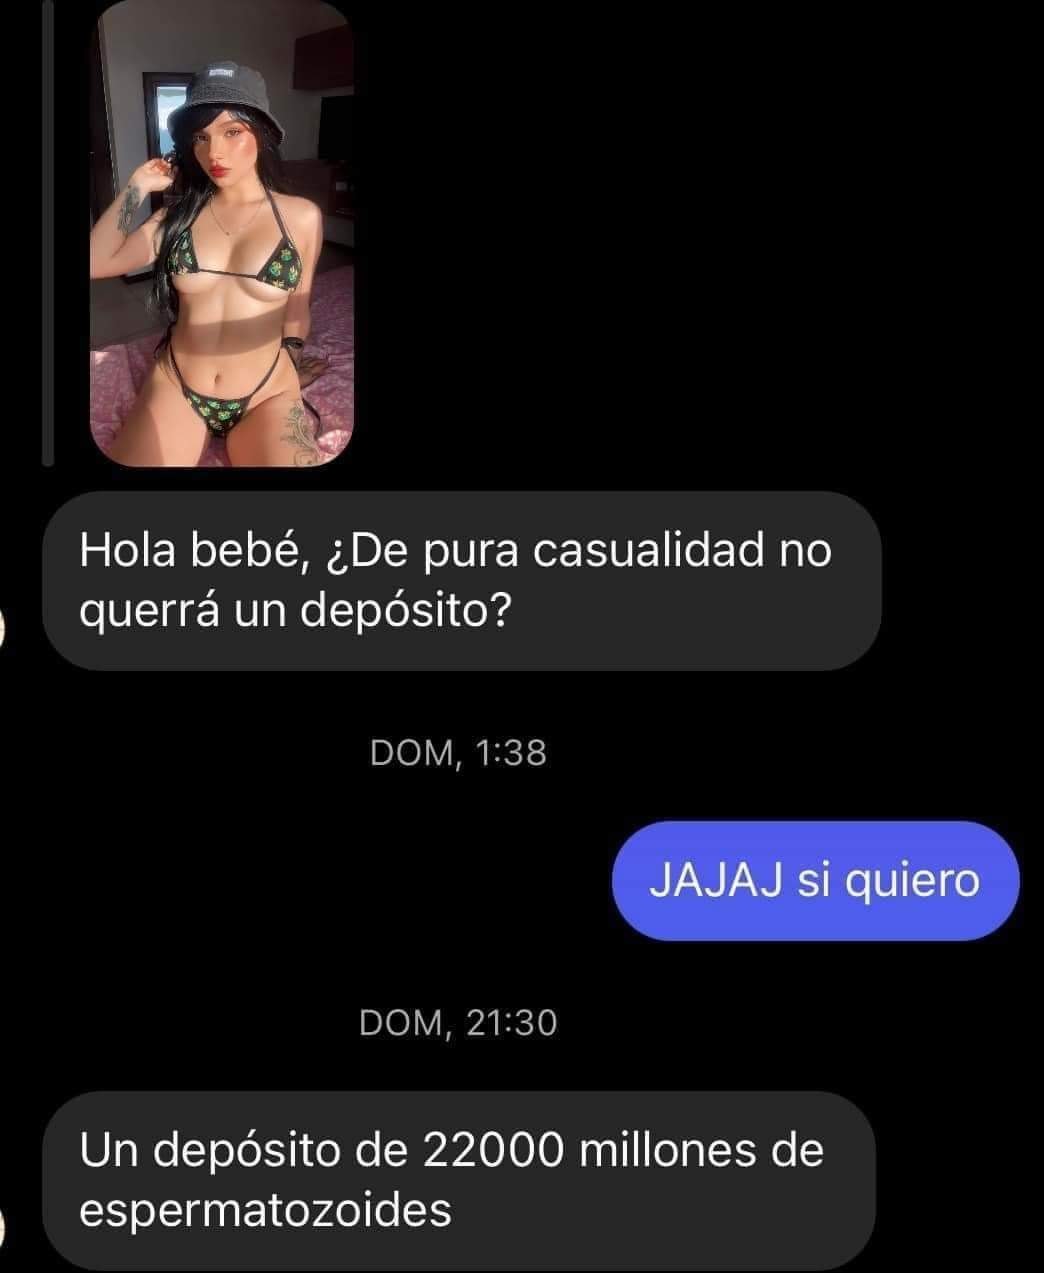 Hola bebé, ¿De pura casualidad no
querrá un depósito?
DOM, 1:38
JAJAJ si quiero
DOM, 21:30
Un depósito de 22000 millones de
espermatozoides